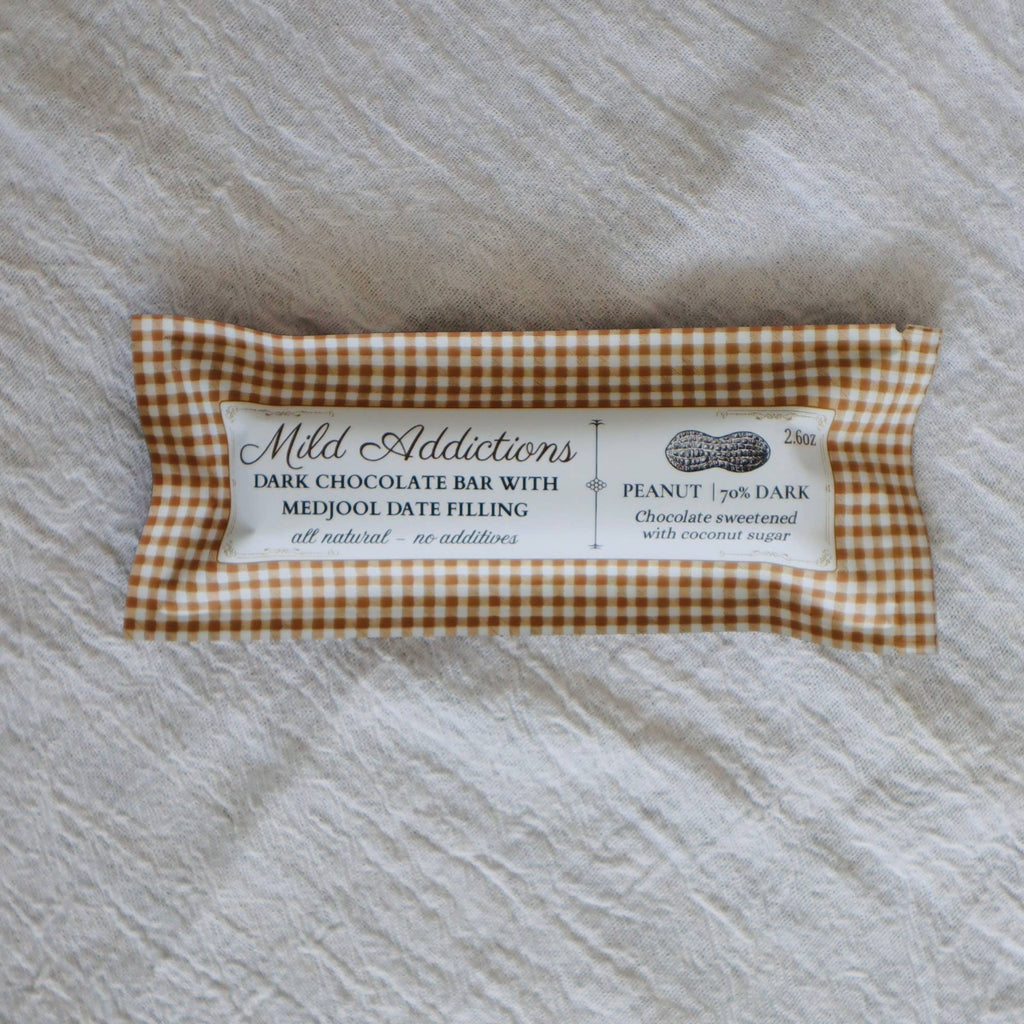 Mild Addictions
DARK CHOCOLATE BAR WITH
MEDJOOL DATE FILLING
all natural – no additives
2.6oz
PEANUT | 70% DARK
Chocolate sweetened
with coconut sugar